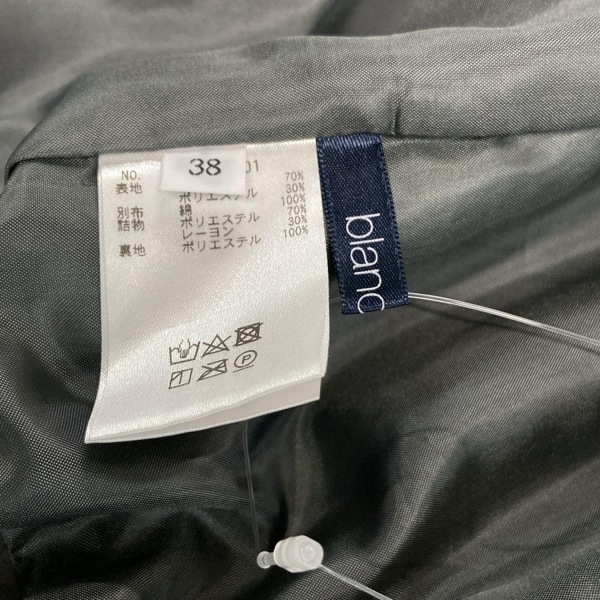 38
NO. 01
表地 70%
ポリエステル 30%
別布 綿 100%
詰物 ポリエステル 70%
レーヨン 30%
裏地 ポリエステル 100%
P
blanc